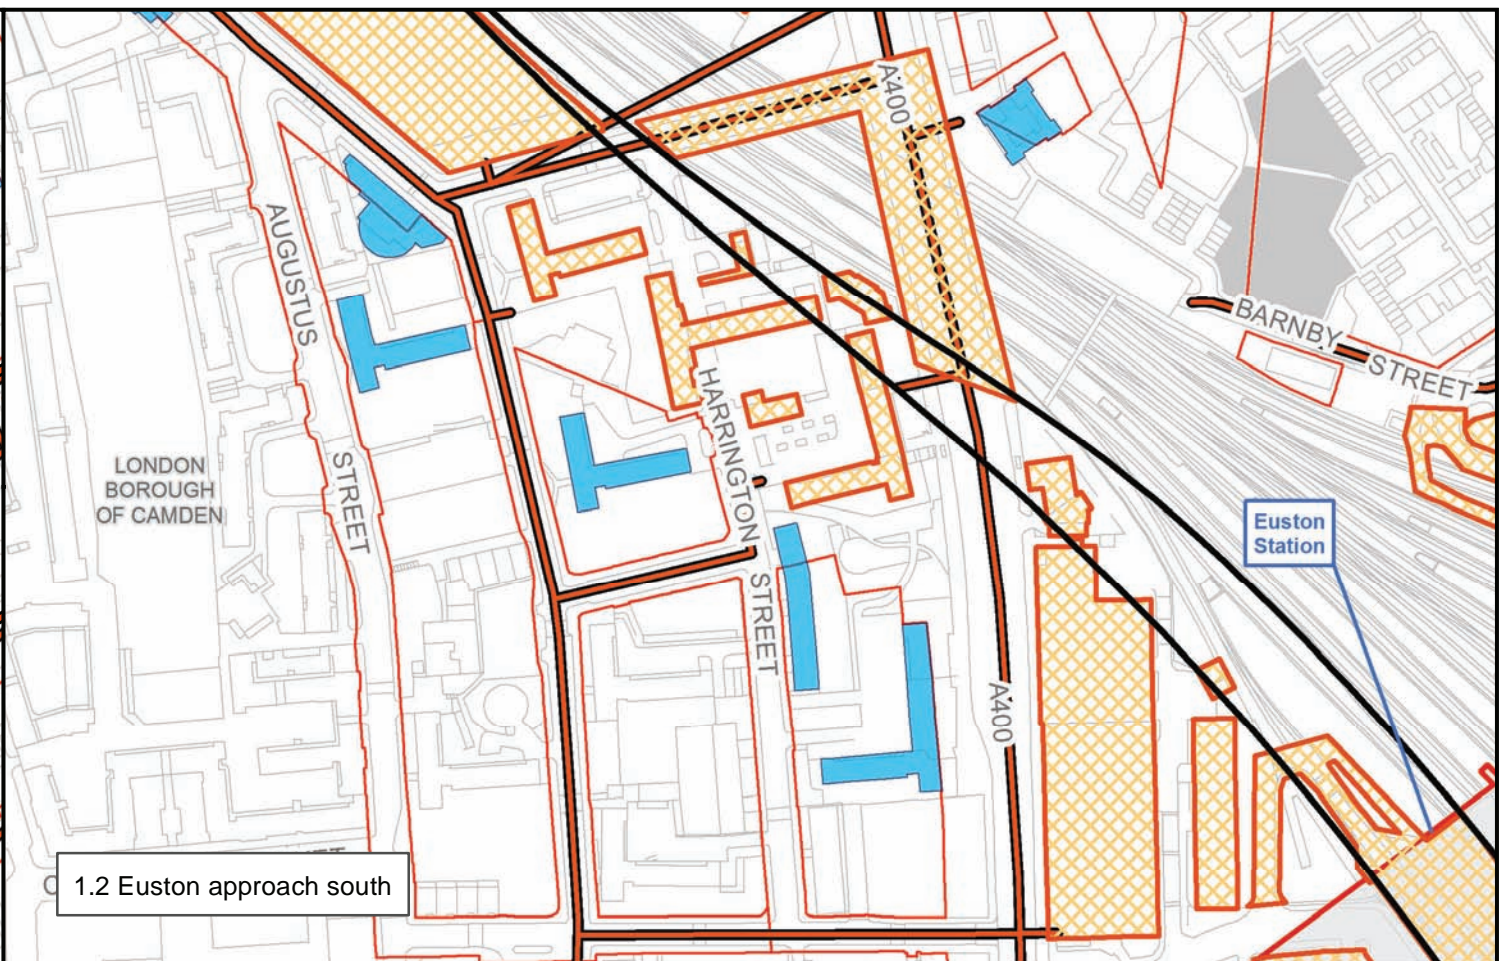 A400
AUGUSTUS
STREET
BARNBY
STREET
HARRINGTON
STREET
LONDON
BOROUGH
OF CAMDEN
Euston
Station
A400
1.2 Euston approach south